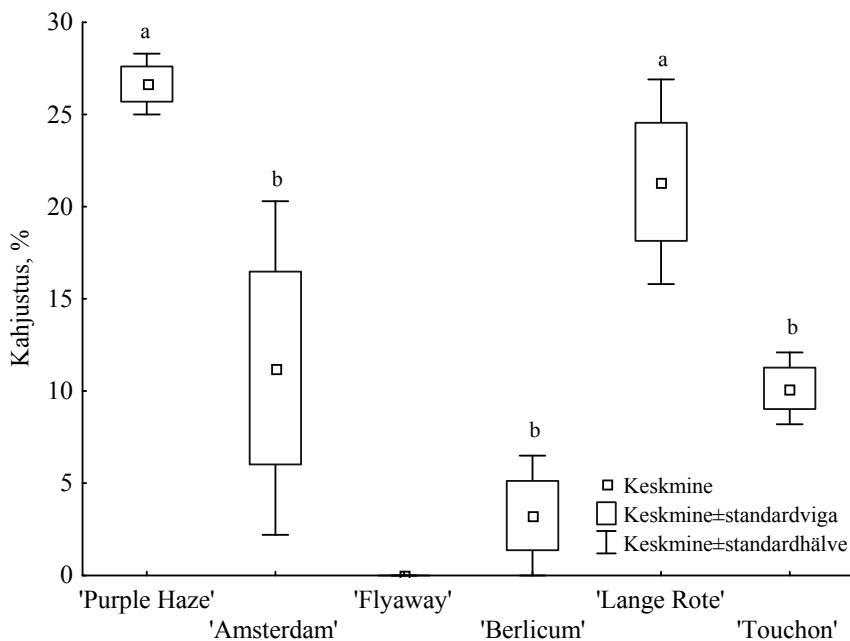 30
25
20
15
10
5
0
Kahjustus, %
a
b
b
a
b
Keskmine
Keskmine±standardviga
Keskmine±standardhälve
'Purple Haze'
'Amsterdam'
'Flyaway'
'Berlicum'
'Lange Rote'
'Touchon'